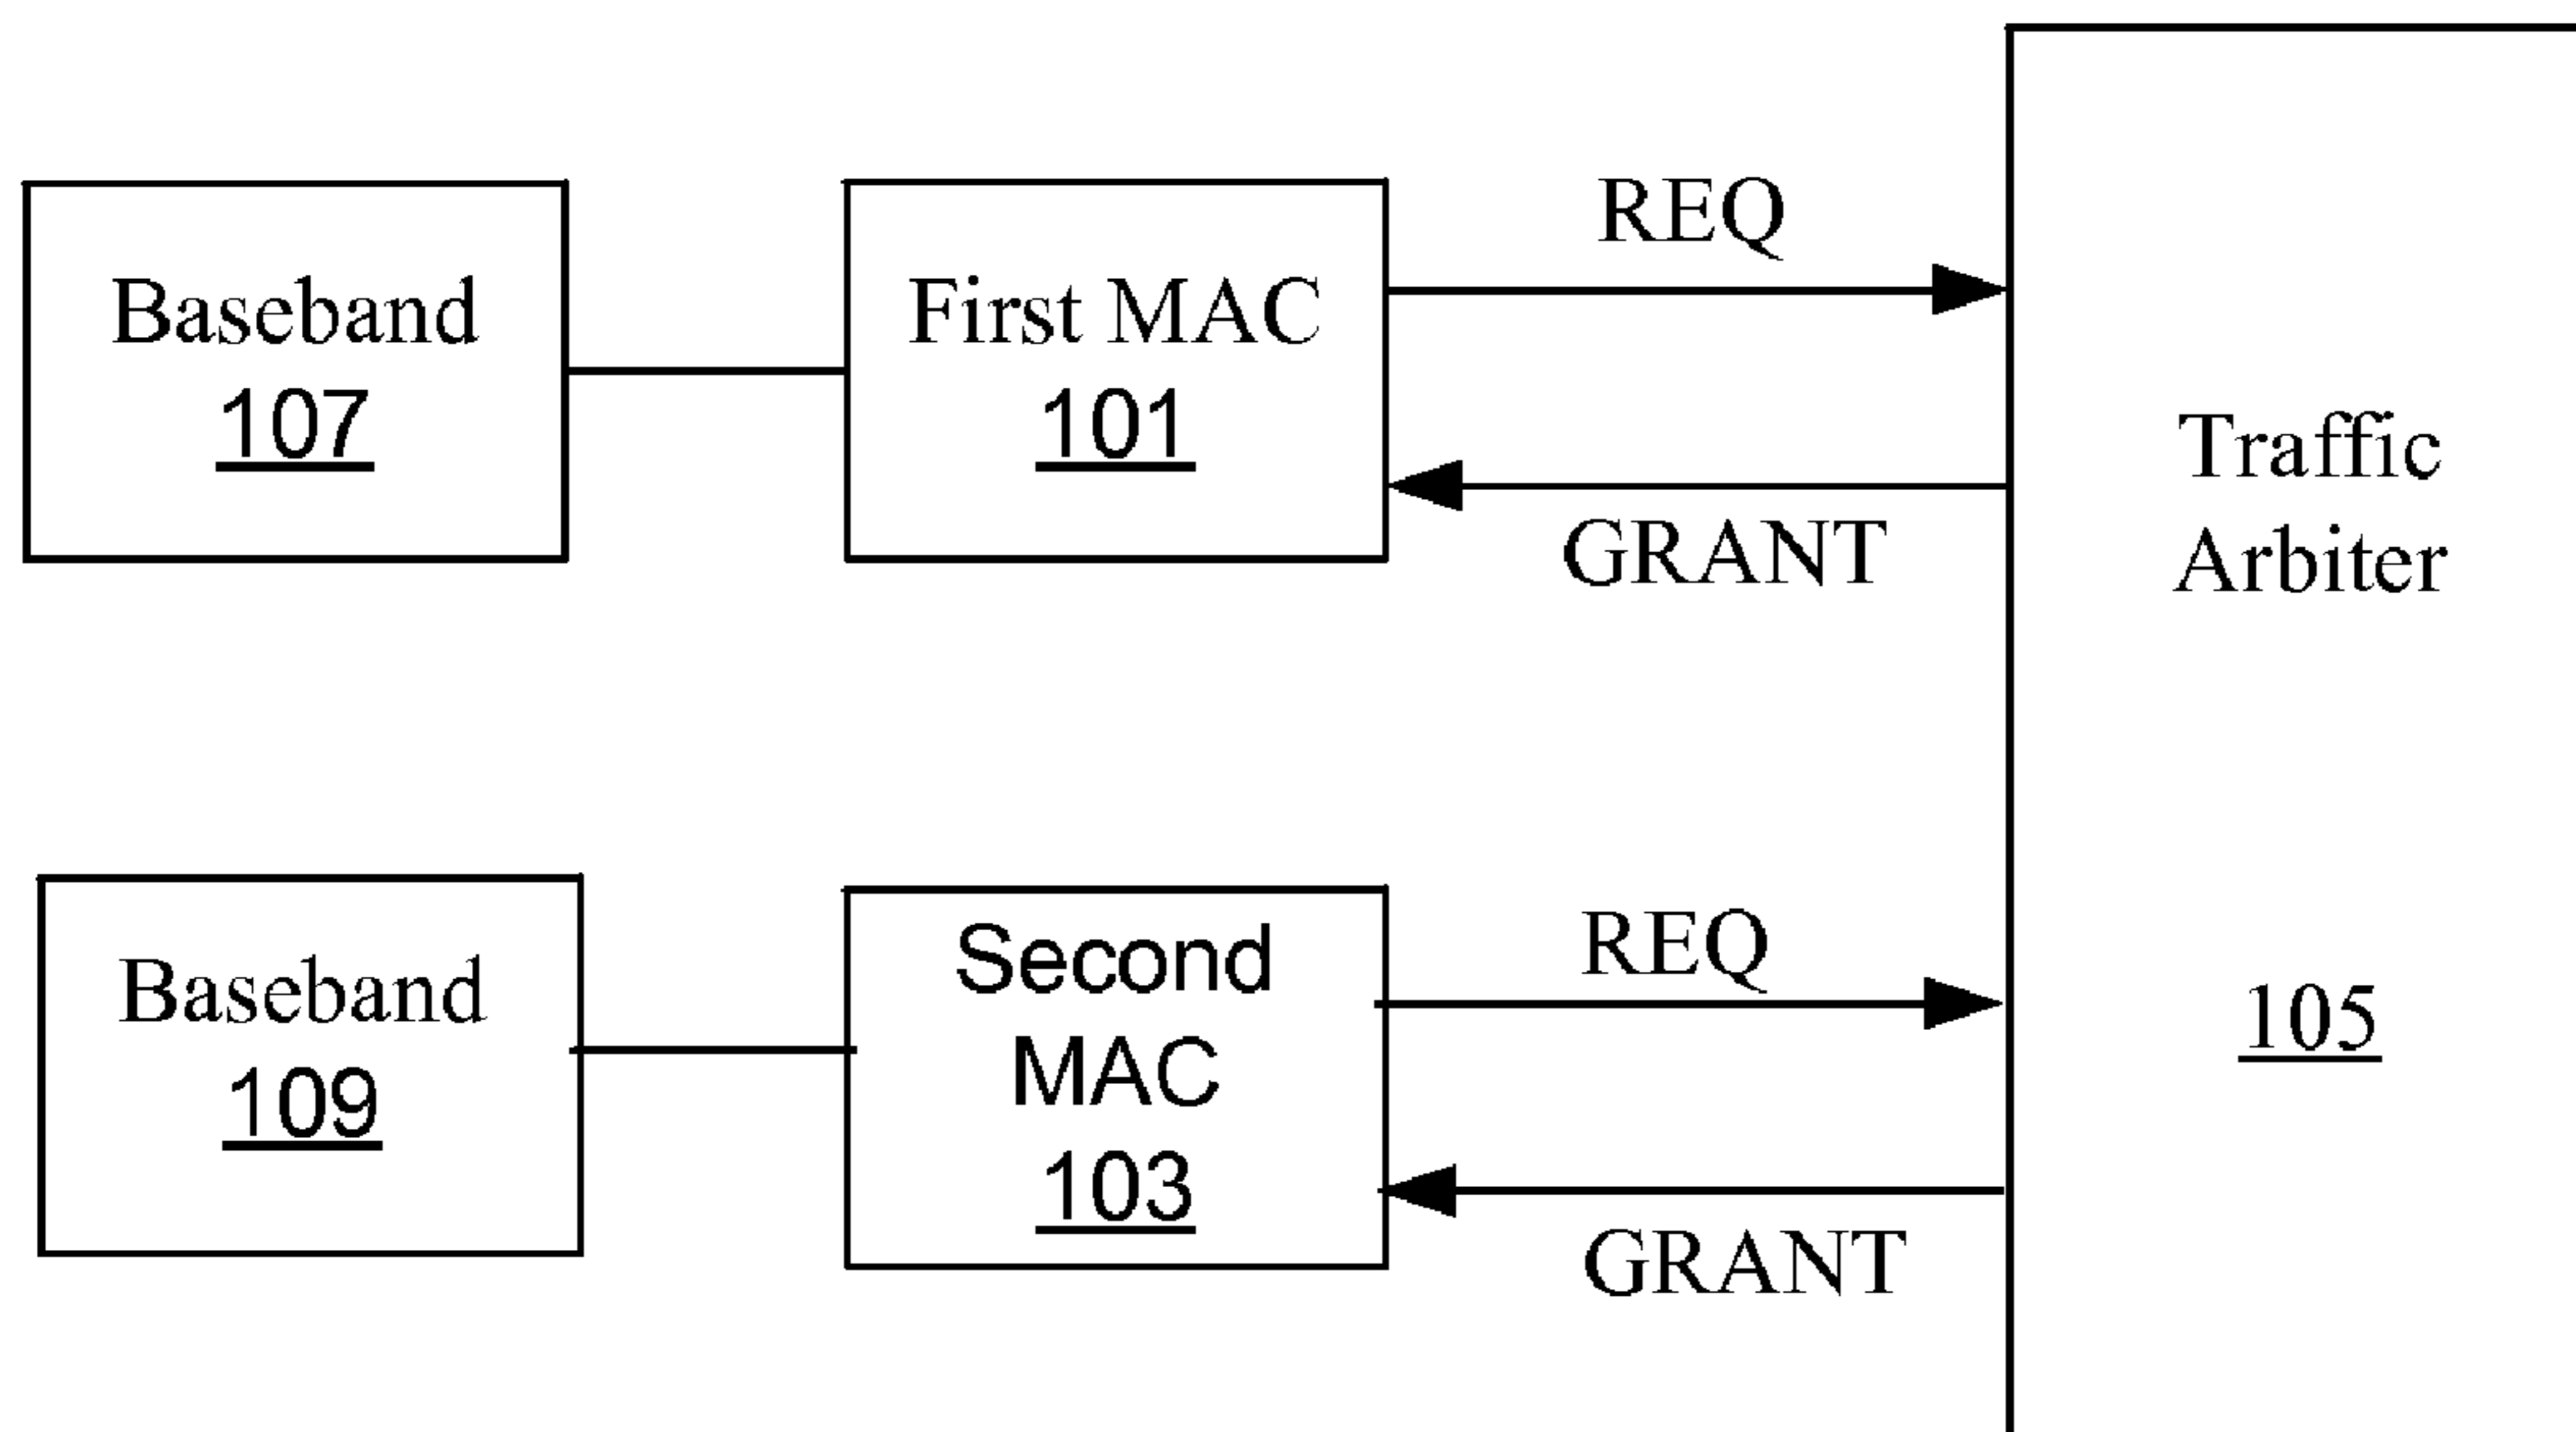 Baseband
107
First MAC
101
REQ
GRANT
Traffic
Arbiter
105
Baseband
109
Second
MAC
103
REQ
GRANT